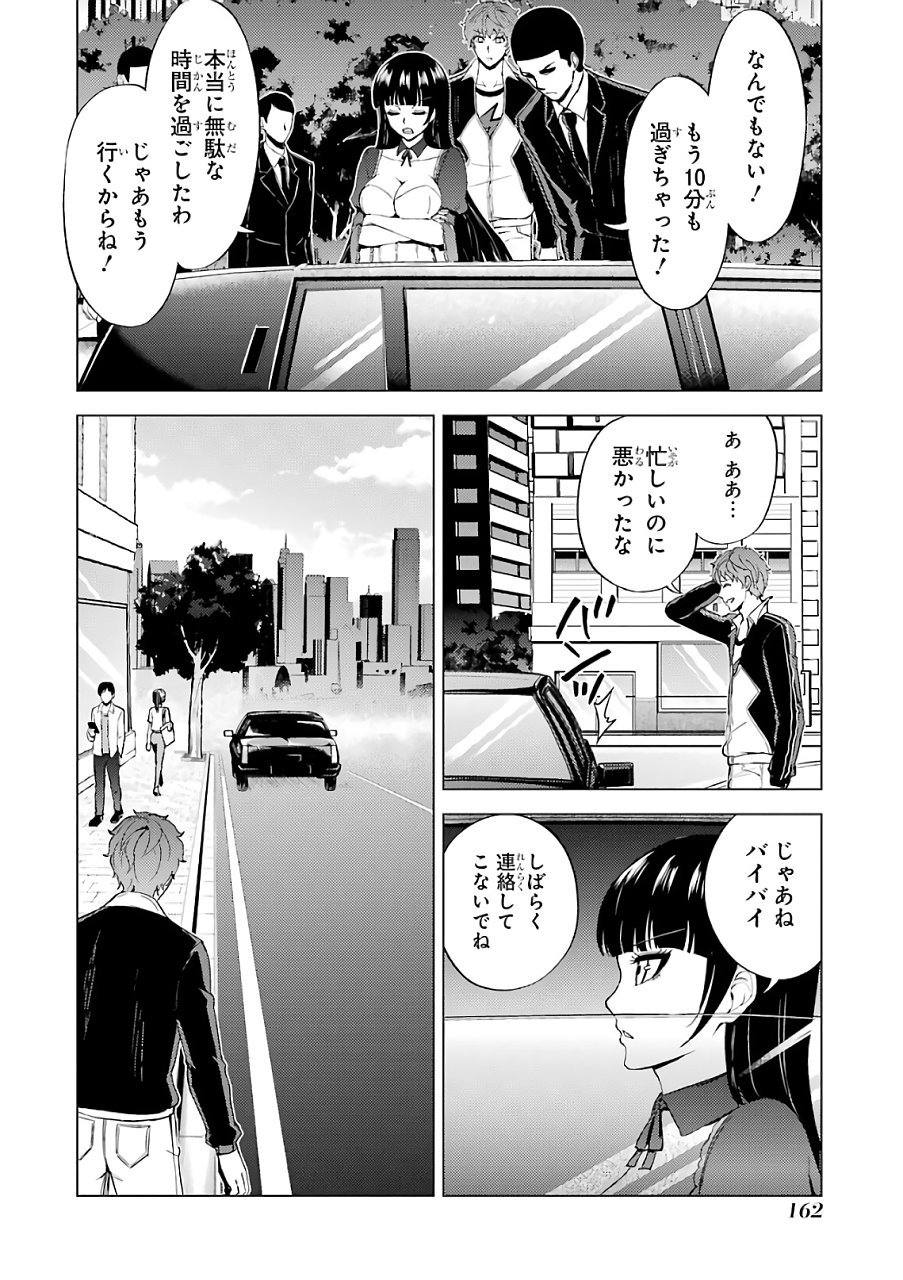 なんでもない！
もう10分も
過ぎちゃった！
本当に無駄な
時間を過ごしたわ
じゃあもう
行くからね！
あ ああ…
忙しいのに
悪かったな
バタンッ
じゃあね
バイバイ
しばらく
連絡して
こないでね
162